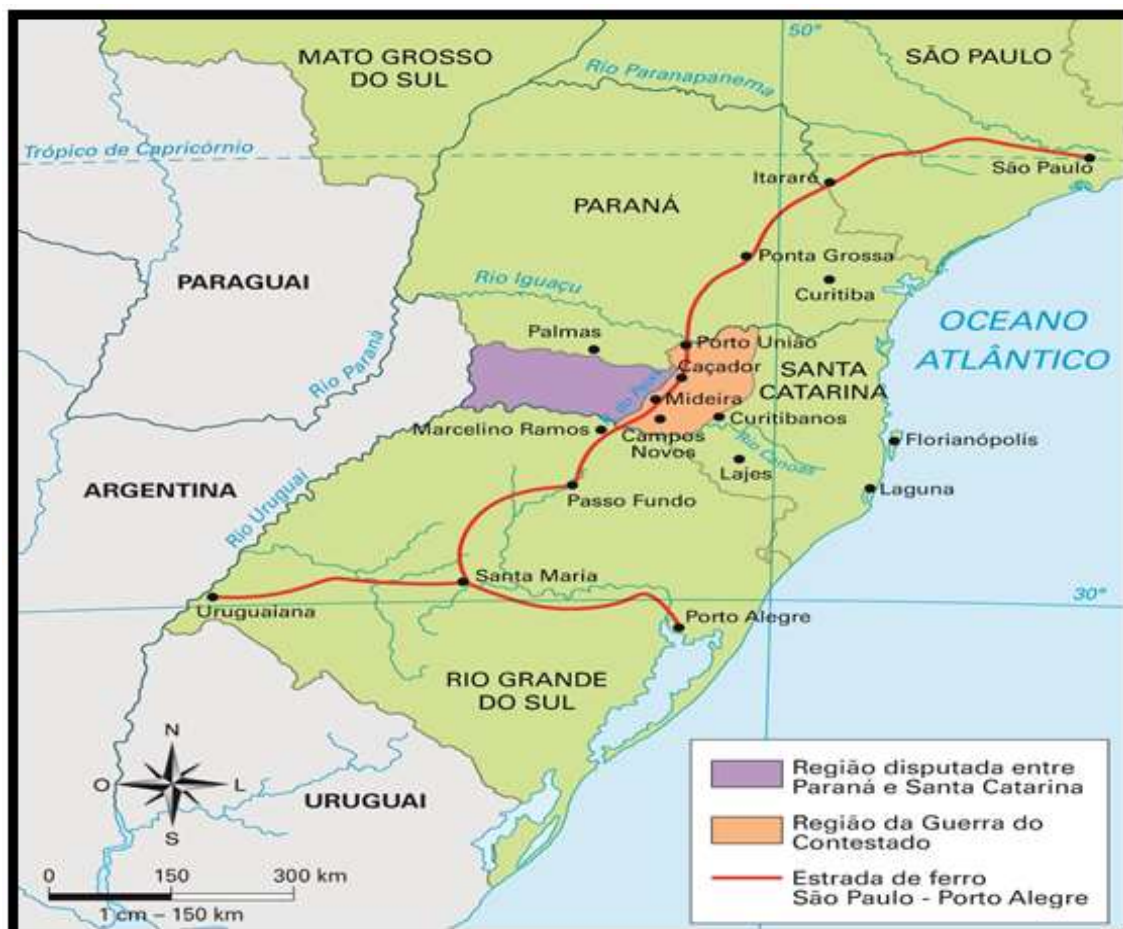 50°
MATO GROSSO
DO SUL
SÃO PAULO
Rio Paranapanema
Trópico de Capricórnio
São Paulo
Itararé
PARANÁ
Ponta Grossa
PARAGUAI
Curitiba
Rio Iguaçu
OCEANO
ATLÂNTICO
Palmas
Porto União
Rio Paraná
Caçador
SANTA
CATARINA
Mideira
Curitibanos
Marcelino Ramos
Campos
Novos
Rio Canoas
Florianópolis
Lajes
ARGENTINA
Rio Uruguai
Passo Fundo
Laguna
Santa Maria
Uruguaiana
30°
Porto Alegre
RIO GRANDE
DO SUL
N
O
L
S
URUGUAI
0 150 300 km
1 cm – 150 km
Região disputada entre
Paraná e Santa Catarina
Região da Guerra do
Contestado
Estrada de ferro
São Paulo - Porto Alegre